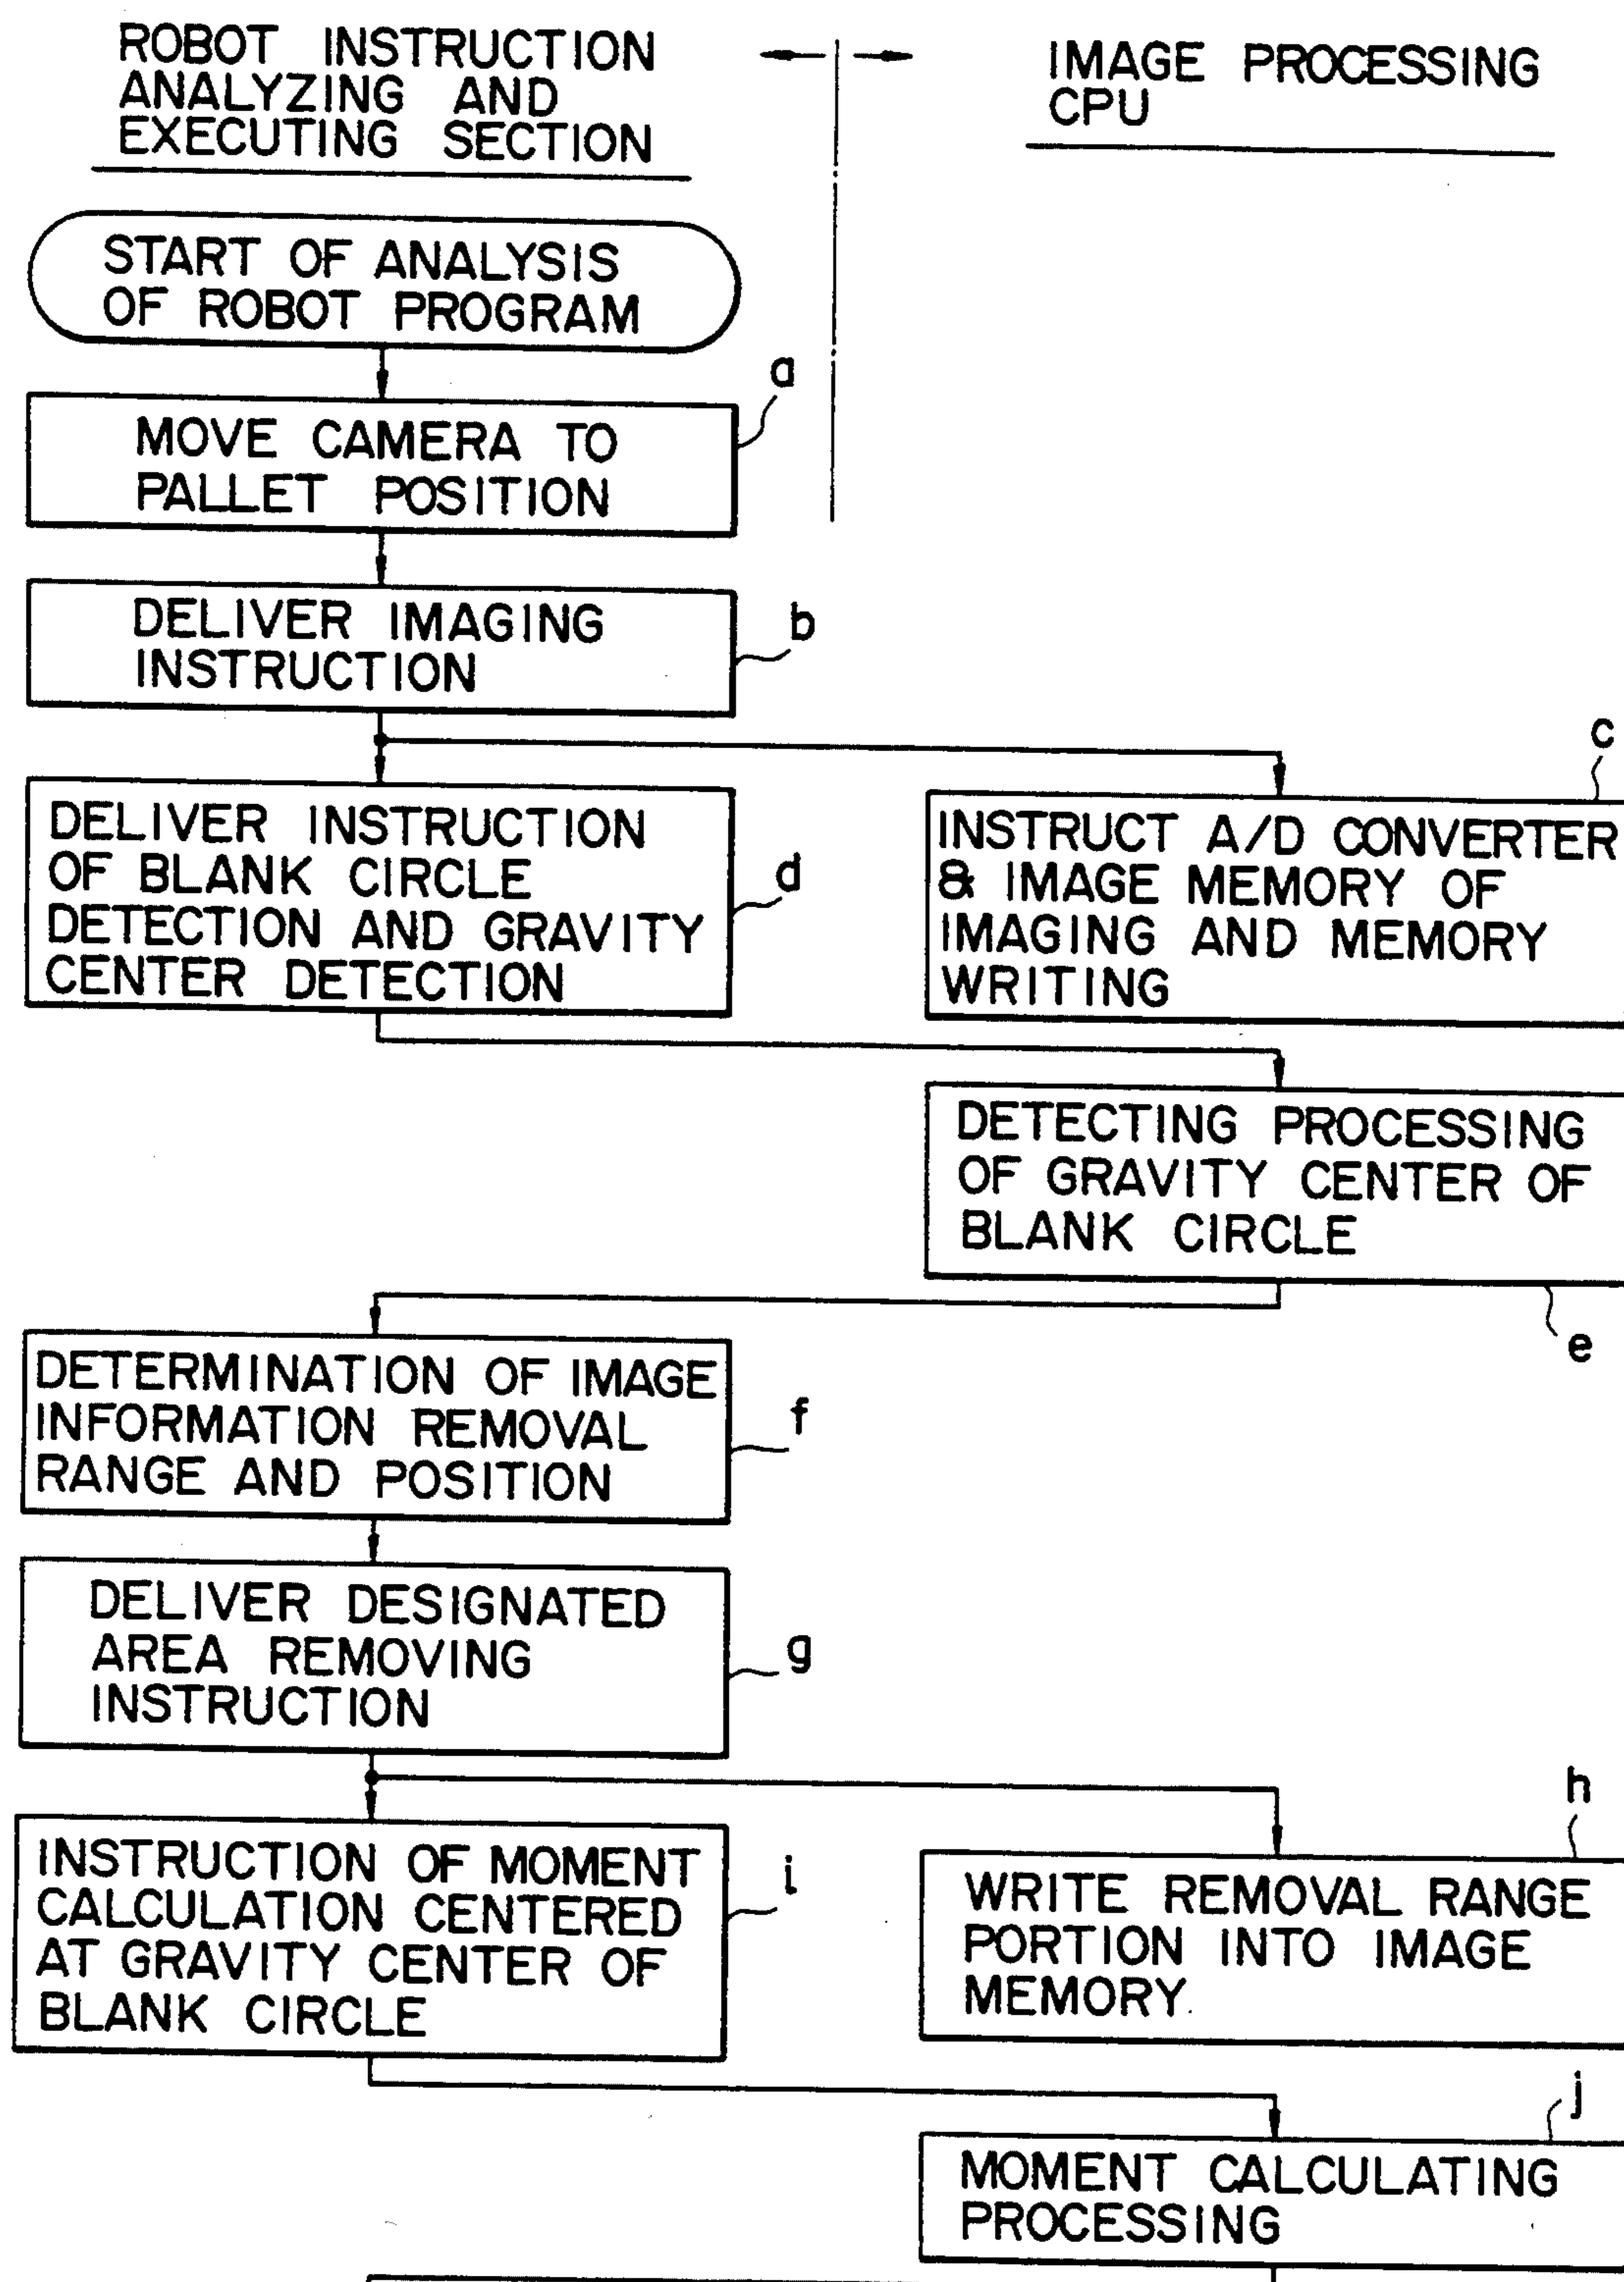 ROBOT INSTRUCTION
ANALYZING AND
EXECUTING SECTION
IMAGE PROCESSING
CPU
START OF ANALYSIS
OF ROBOT PROGRAM
a
MOVE CAMERA TO
PALLET POSITION
b
DELIVER IMAGING
INSTRUCTION
c
DELIVER INSTRUCTION
OF BLANK CIRCLE
DETECTION AND GRAVITY
CENTER DETECTION
d
INSTRUCT A/D CONVERTER
& IMAGE MEMORY OF
IMAGING AND MEMORY
WRITING
DETECTING PROCESSING
OF GRAVITY CENTER OF
BLANK CIRCLE
e
DETERMINATION OF IMAGE
INFORMATION REMOVAL
RANGE AND POSITION
f
DELIVER DESIGNATED
AREA REMOVING
INSTRUCTION
g
h
INSTRUCTION OF MOMENT
CALCULATION CENTERED
AT GRAVITY CENTER OF
BLANK CIRCLE
i
WRITE REMOVAL RANGE
PORTION INTO IMAGE
MEMORY
j
MOMENT CALCULATING
PROCESSING